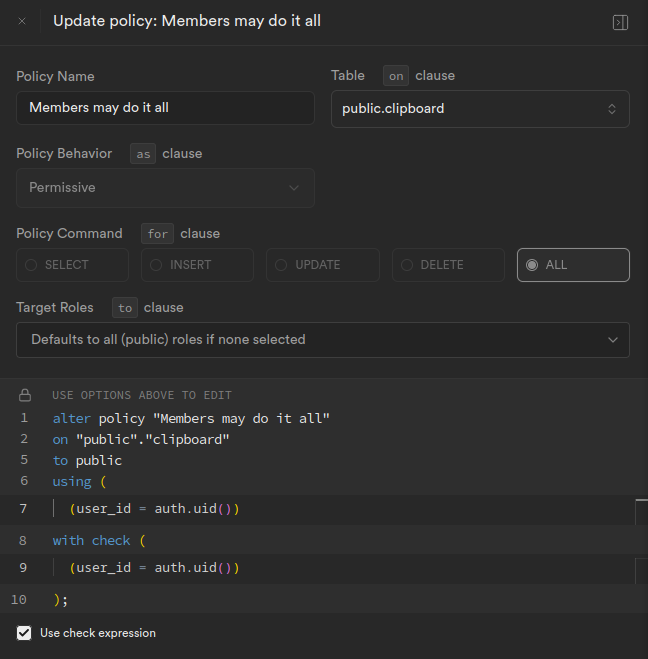 Update policy: Members may do it all
Policy Name
Table on clause
Members may do it all
public.clipboard
Policy Behavior as clause
Permissive
Policy Command for clause
SELECT INSERT UPDATE DELETE ALL
Target Roles to clause
Defaults to all (public) roles if none selected
USE OPTIONS ABOVE TO EDIT
1 alter policy "Members may do it all"
2 on "public"."clipboard"
5 to public
6 using (
7 (user_id = auth.uid())
8 with check (
9 (user_id = auth.uid())
10 );
Use check expression